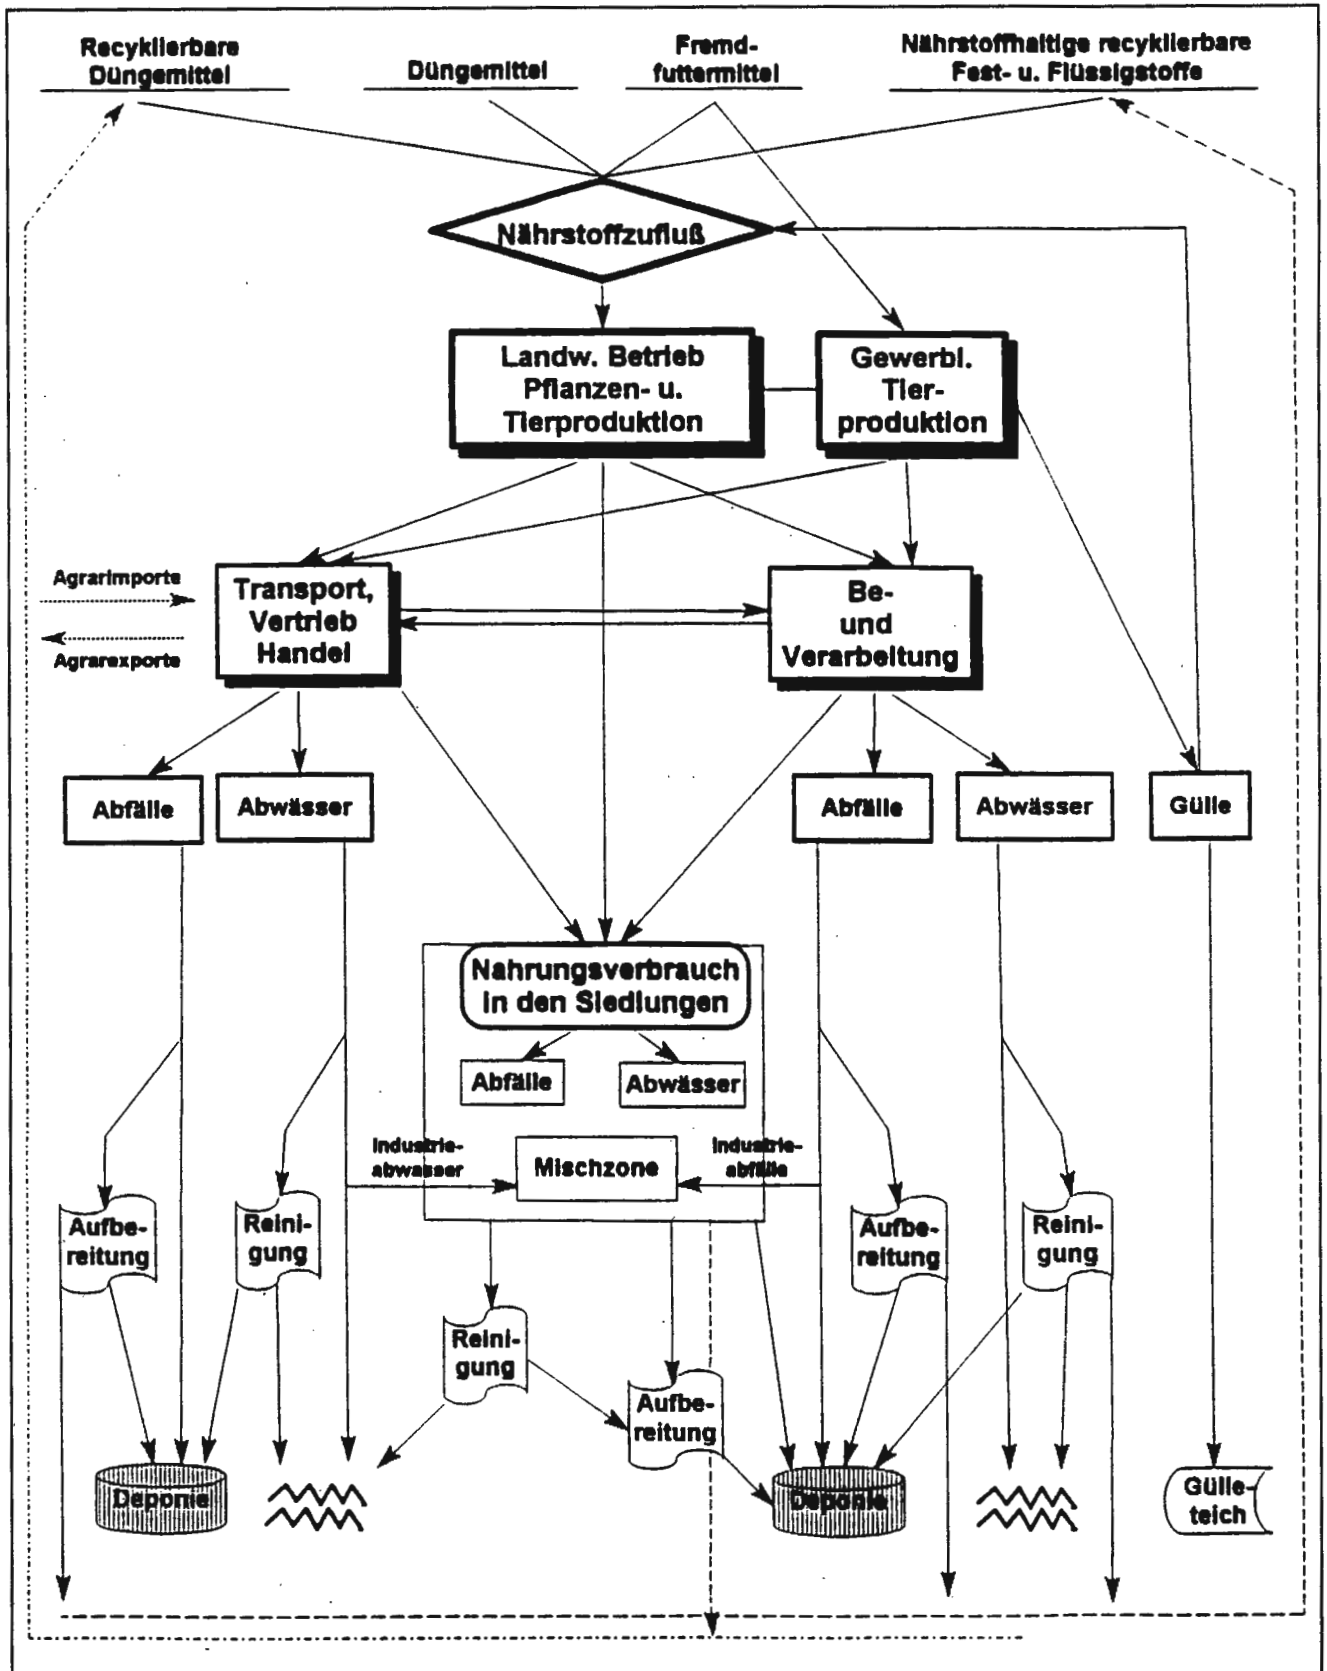 Recyklierbare
Düngemittel
Düngemittel
Fremd-
futtermittel
Nährstoffhaltige recyklierbare
Fest- u. Flüssigstoffe
Nährstoffzufluß
Landw. Betrieb
Pflanzen- u.
Tierproduktion
Gewerbl.
Tier-
produktion
Agrarimporte
Agrarexporte
Transport,
Vertrieb
Handel
Be-
und
Verarbeitung
Abfälle
Abwässer
Abfälle
Abwässer
Gülle
Nahrungsverbrauch
in den Siedlungen
Abfälle
Abwässer
Industrie-
abwasser
Mischzone
Industrie-
abfälle
Aufbe-
reitung
Reini-
gung
Aufbe-
reitung
Reini-
gung
Reini-
gung
Aufbe-
reitung
Deponie
Deponie
Gülle-
teich